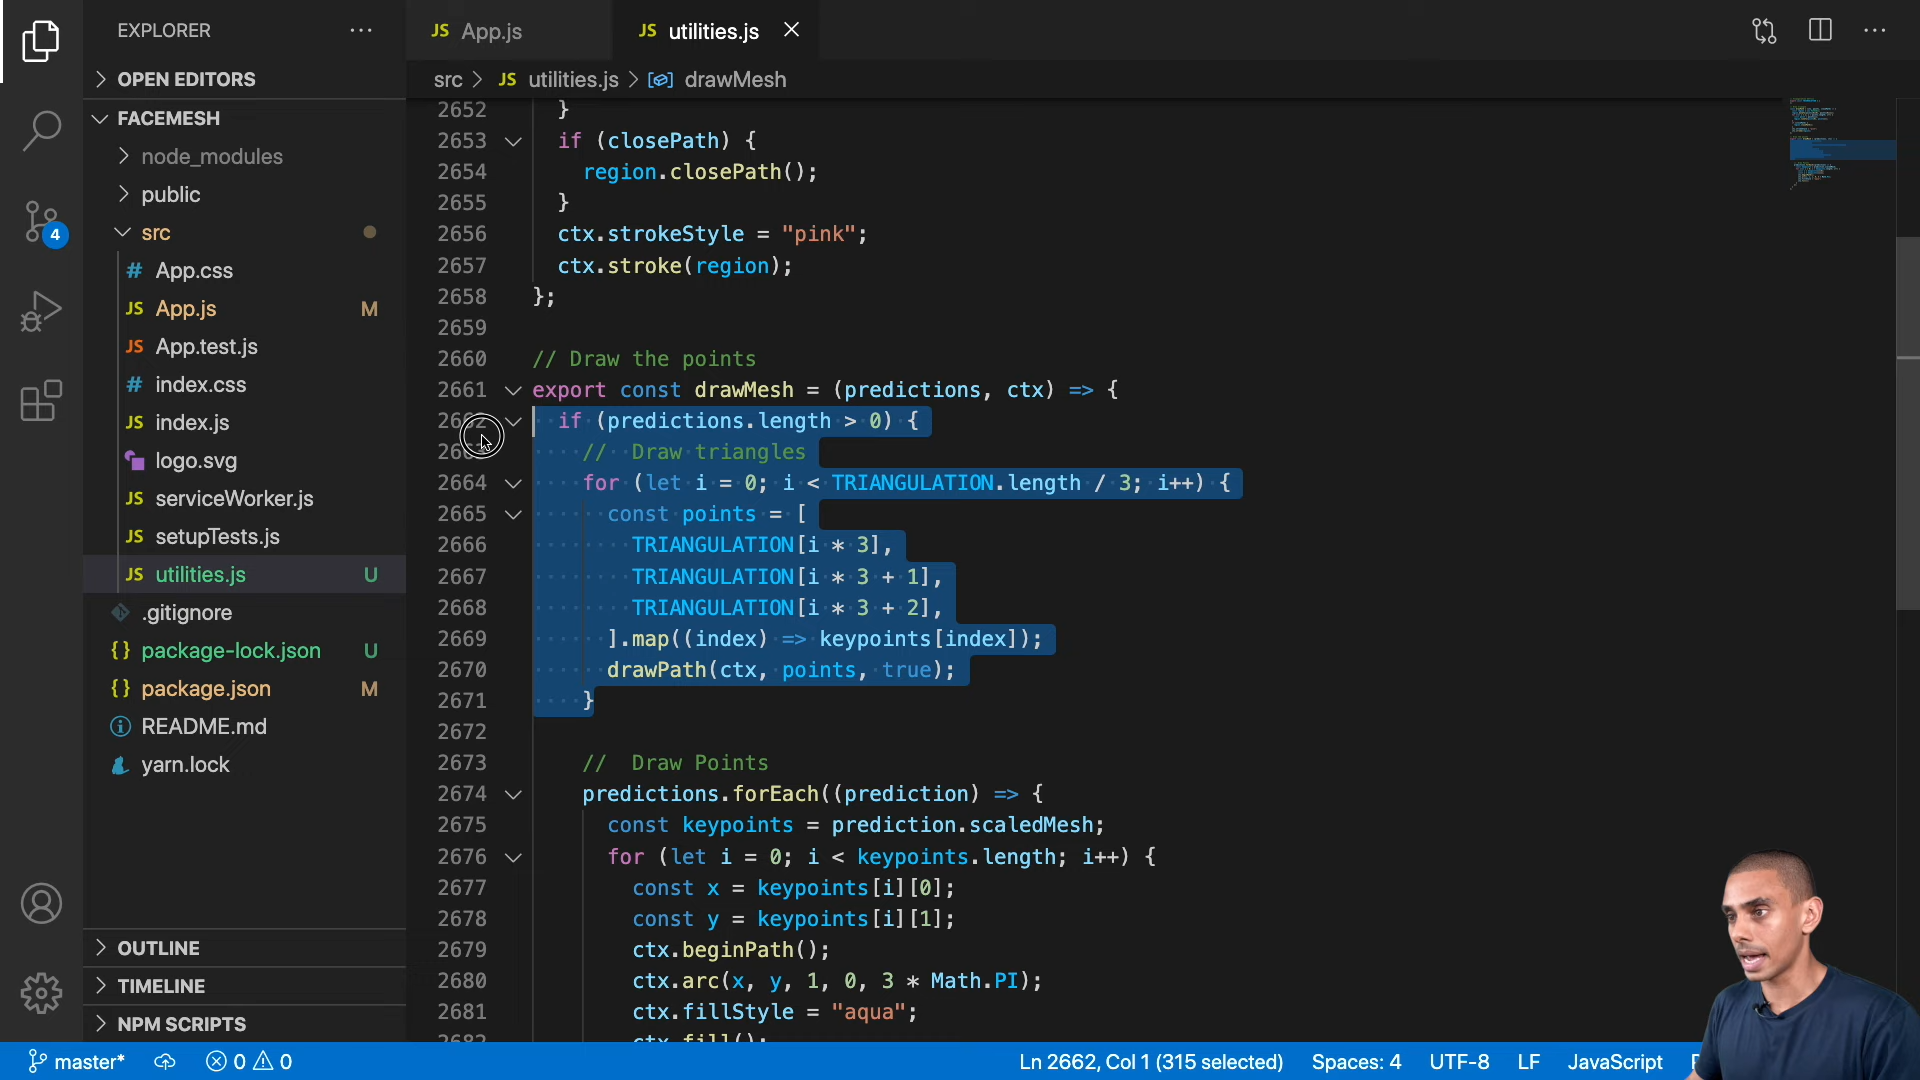 EXPLORER
OPEN EDITORS
FACEMESH
node_modules
public
src
App.css
App.js M
App.test.js
index.css
index.js
logo.svg
serviceWorker.js
setupTests.js
utilities.js U
.gitignore
package-lock.json U
package.json M
README.md
yarn.lock
OUTLINE
TIMELINE
NPM SCRIPTS
4
JS App.js
JS utilities.js
src > JS utilities.js > drawMesh
2652 }
2653 if (closePath) {
2654 region.closePath();
2655 }
2656 ctx.strokeStyle = "pink";
2657 ctx.stroke(region);
2658 };
2659
2660 // Draw the points
2661 export const drawMesh = (predictions, ctx) => {
2662 if (predictions.length > 0) {
// Draw triangles
2664 for (let i = 0; i < TRIANGULATION.length / 3; i++) {
2665 const points = [
2666 TRIANGULATION[i * 3],
2667 TRIANGULATION[i * 3 + 1],
2668 TRIANGULATION[i * 3 + 2],
2669 ].map((index) => keypoints[index]);
2670 drawPath(ctx, points, true);
2671 }
2672
2673 // Draw Points
2674 predictions.forEach((prediction) => {
2675 const keypoints = prediction.scaledMesh;
2676 for (let i = 0; i < keypoints.length; i++) {
2677 const x = keypoints[i][0];
2678 const y = keypoints[i][1];
2679 ctx.beginPath();
2680 ctx.arc(x, y, 1, 0, 3 * Math.PI);
2681 ctx.fillStyle = "aqua";
2682 ctx.fill();
master* 0 0 Ln 2662, Col 1 (315 selected) Spaces: 4 UTF-8 LF JavaScript